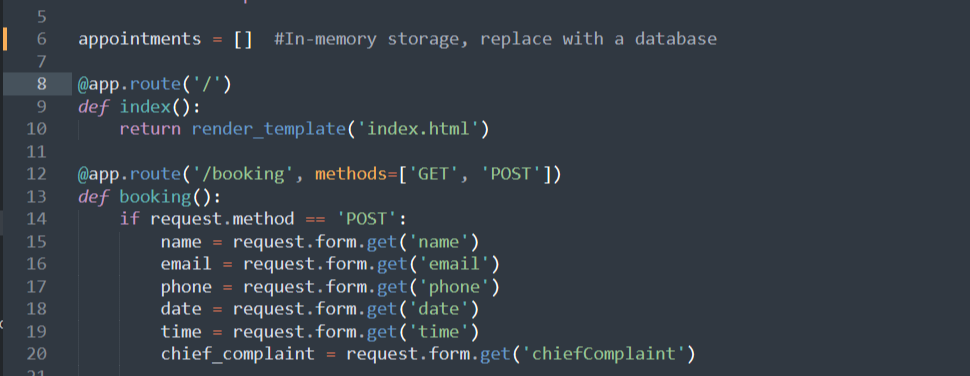 5
6 appointments = [] #In-memory storage, replace with a database
7
8 @app.route('/')
9 def index():
10 return render_template('index.html')
11
12 @app.route('/booking', methods=['GET', 'POST'])
13 def booking():
14 if request.method == 'POST':
15 name = request.form.get('name')
16 email = request.form.get('email')
17 phone = request.form.get('phone')
18 date = request.form.get('date')
19 time = request.form.get('time')
20 chief_complaint = request.form.get('chiefComplaint')
21